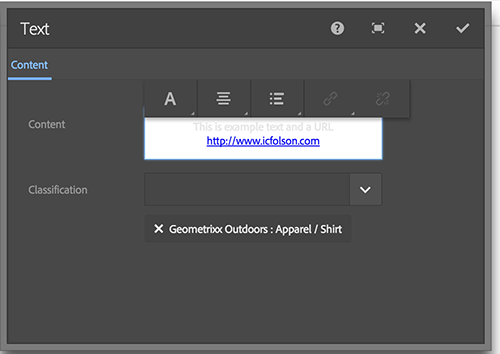 Text
Content
A
Content
This is example text and a URL
http://www.icfolson.com
Classification
Geometrixx Outdoors : Apparel / Shirt